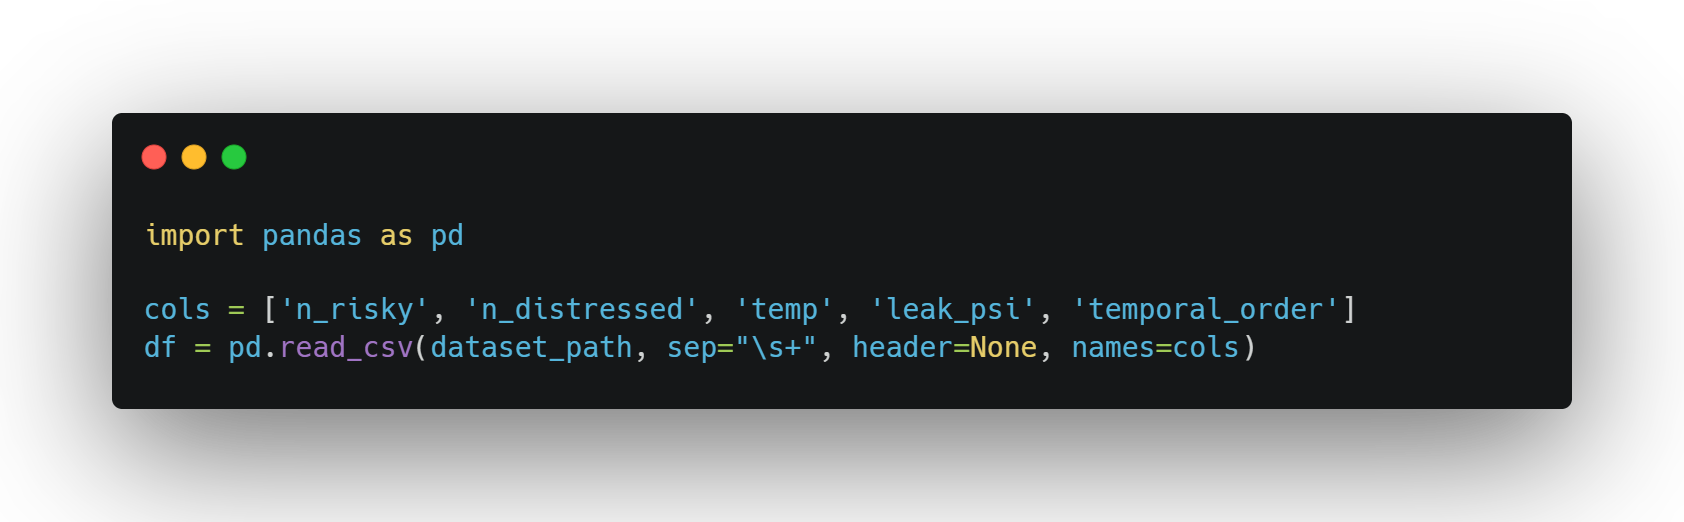 import pandas as pd
cols = ['n_risky', 'n_distressed', 'temp', 'leak_psi', 'temporal_order']
df = pd.read_csv(dataset_path, sep="\s+", header=None, names=cols)